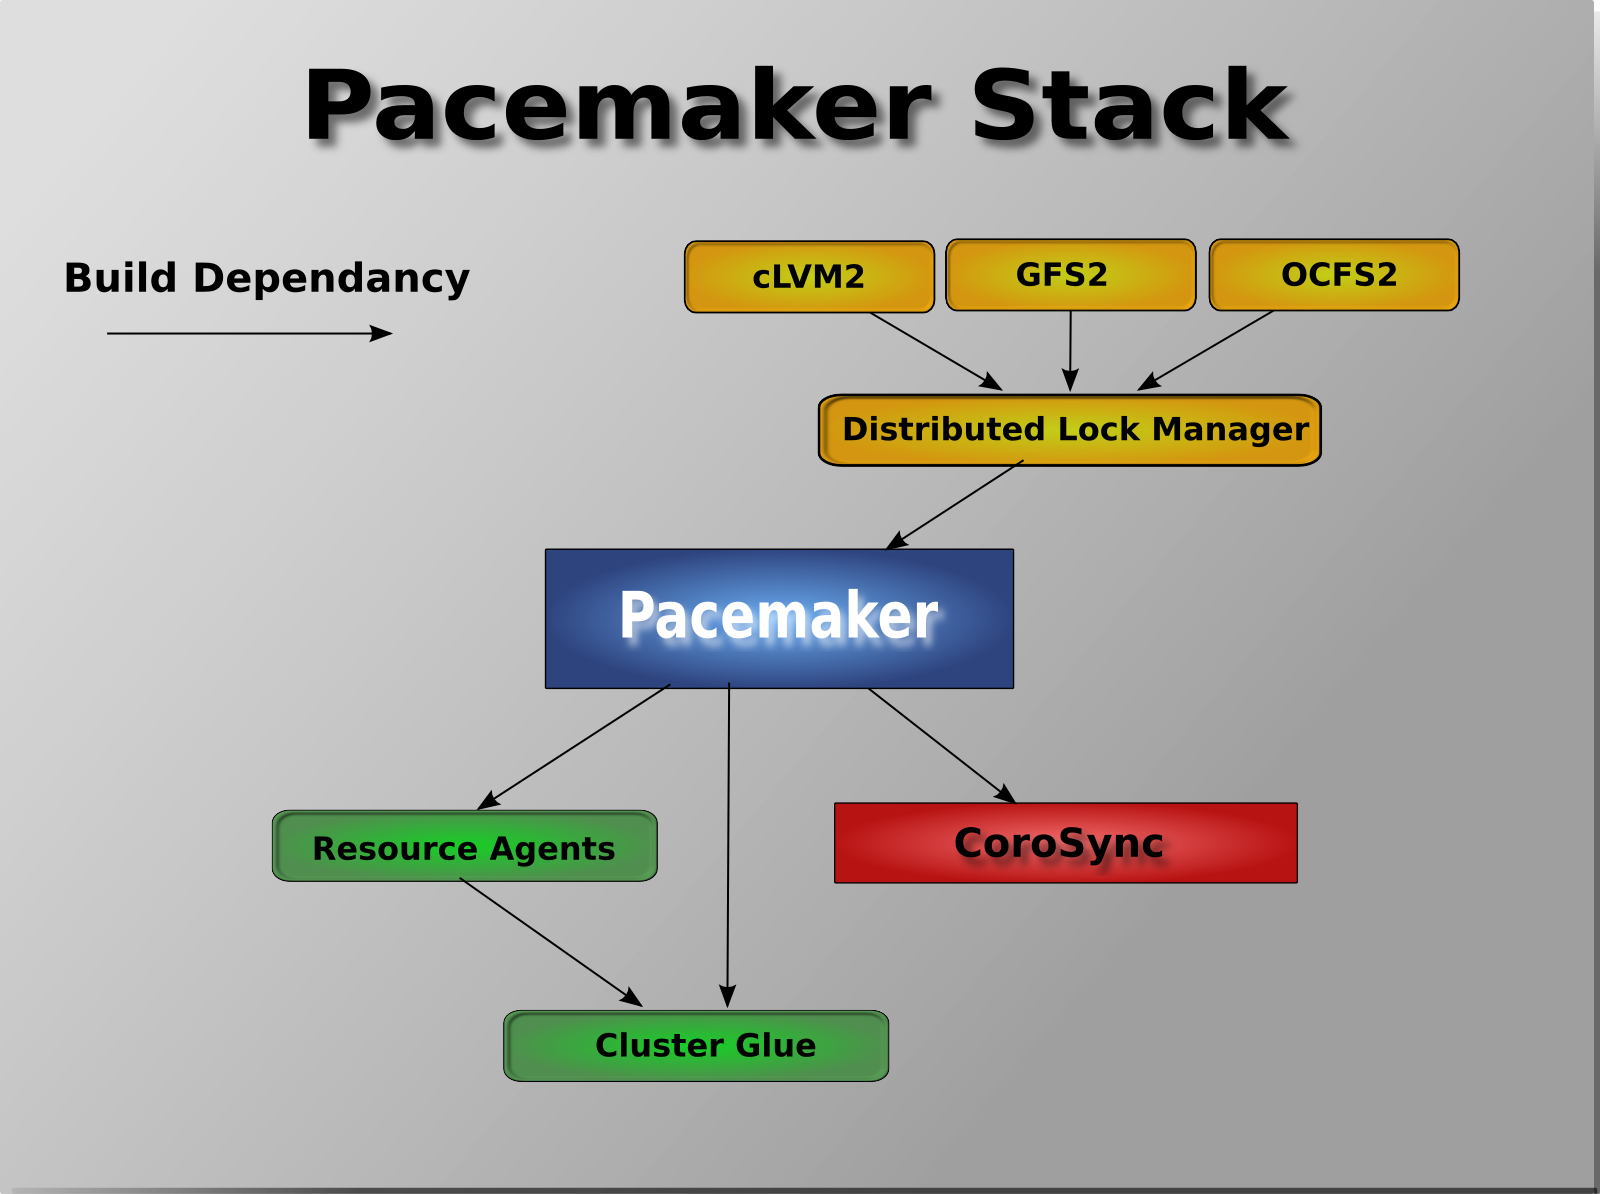 Pacemaker Stack
Build Dependancy
cLVM2
GFS2
OCFS2
Distributed Lock Manager
Pacemaker
Resource Agents
CoroSync
Cluster Glue